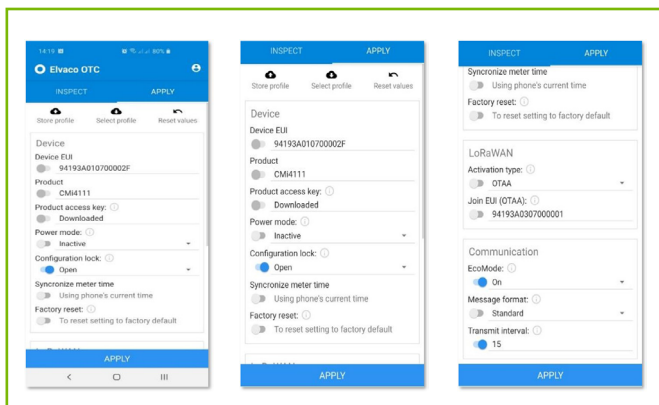 14:19 80%
Elvaco OTC
INSPECT APPLY
Store profile Select profile Reset values
Device
Device EUI
94193A010700002F
Product
CMi4111
Product access key:
Downloaded
Power mode:
Inactive
Configuration lock:
Open
Syncronize meter time
Using phone's current time
Factory reset:
To reset setting to factory default
APPLY
INSPECT APPLY
Store profile Select profile Reset values
Device
Device EUI
94193A010700002F
Product
CMi4111
Product access key:
Downloaded
Power mode:
Inactive
Configuration lock:
Open
Syncronize meter time
Using phone's current time
Factory reset:
To reset setting to factory default
APPLY
INSPECT APPLY
Syncronize meter time
Using phone's current time
Factory reset:
To reset setting to factory default
LoRaWAN
Activation type:
OTAA
Join EUI (OTAA):
94193A0307000001
Communication
EcoMode:
On
Message format:
Standard
Transmit interval:
15
APPLY